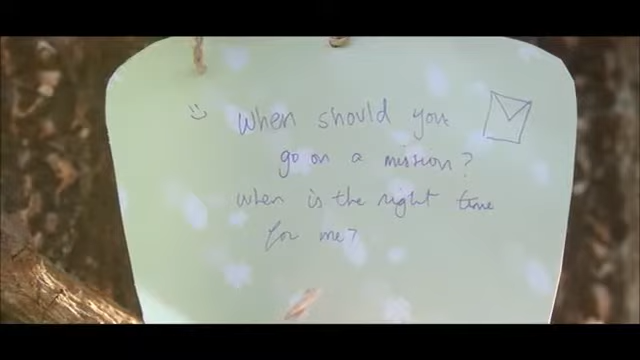 When should you
go on a mission?
when is the right time
for me?